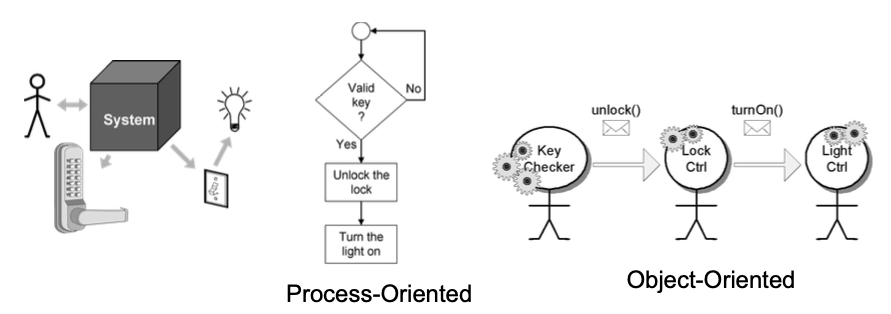 System
Valid
key
?
No
Yes
Unlock the
lock
Turn the
light on
Process-Oriented
unlock()
turnOn()
Key
Checker
Lock
Ctrl
Light
Ctrl
Object-Oriented